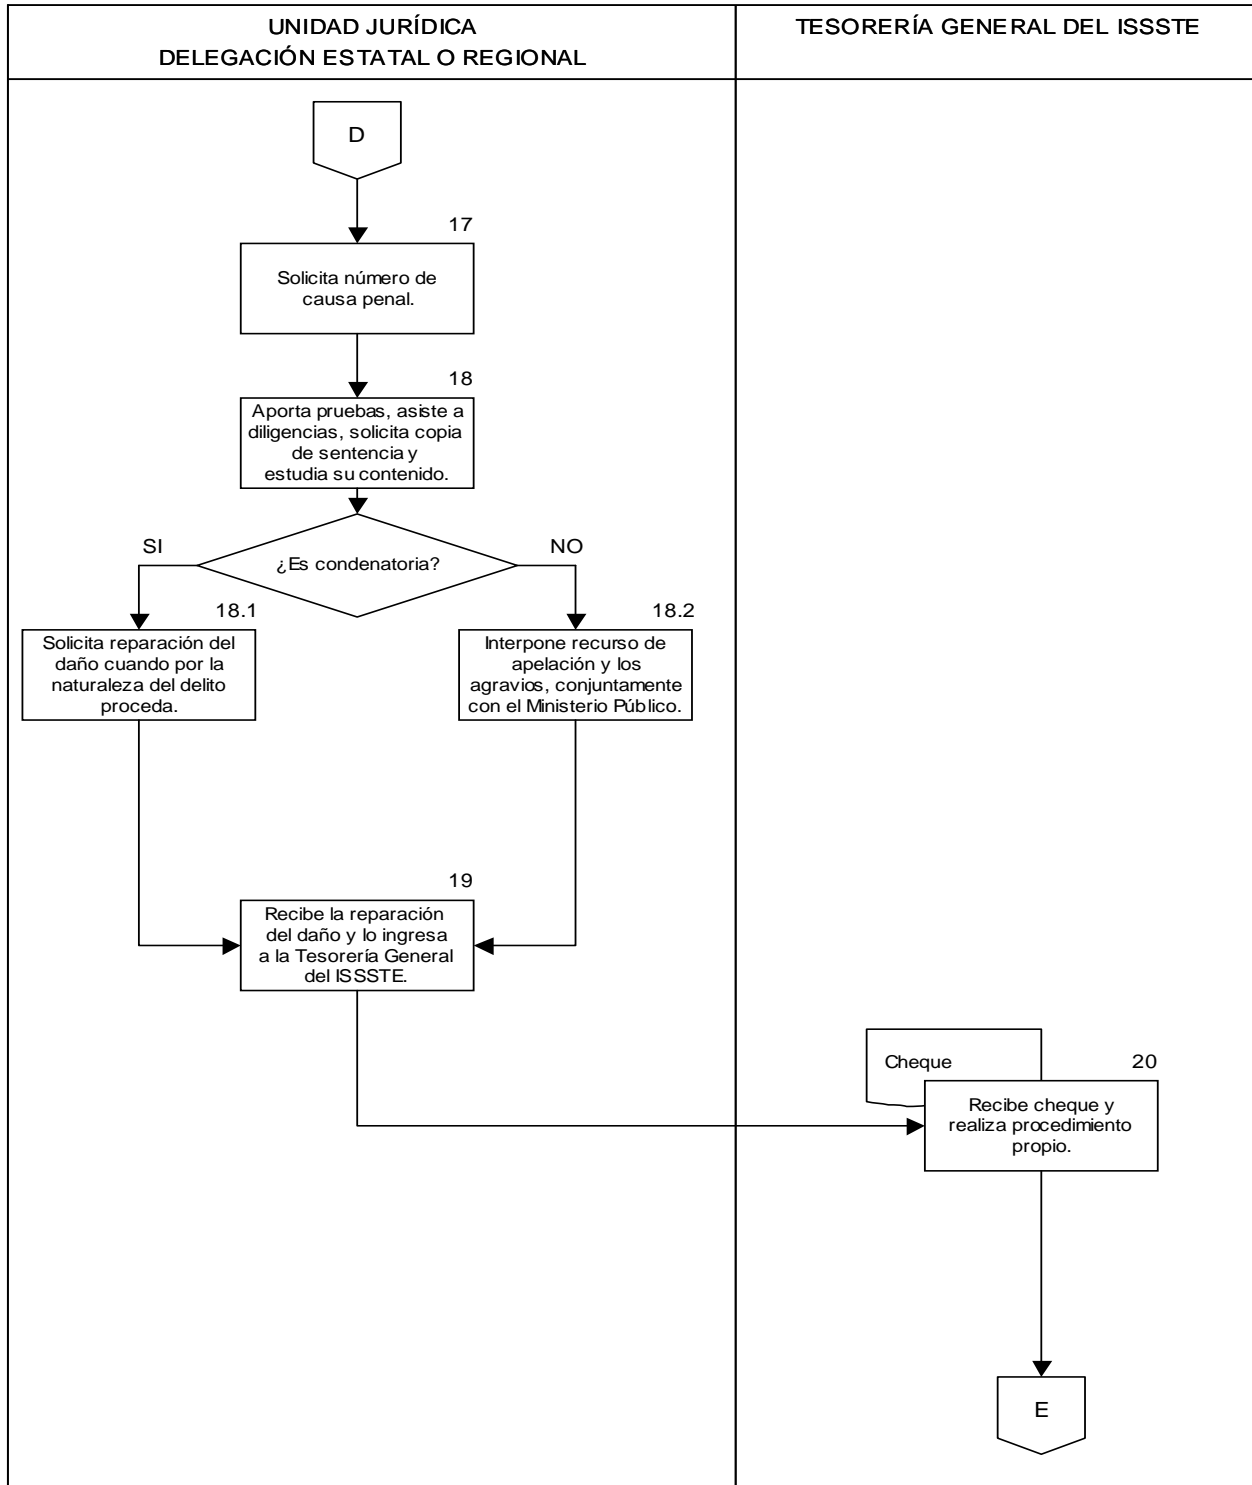 UNIDAD JURÍDICA
DELEGACIÓN ESTATAL O REGIONAL
TESORERÍA GENERAL DEL ISSSTE
D
17
Solicita número de
causa penal.
18
Aporta pruebas, asiste a
diligencias, solicita copia
de sentencia y
estudia su contenido.
¿Es condenatoria?
SI
NO
18.1
Solicita reparación del
daño cuando por la
naturaleza del delito
proceda.
18.2
Interpone recurso de
apelación y los
agravios, conjuntamente
con el Ministerio Público.
19
Recibe la reparación
del daño y lo ingresa
a la Tesorería General
del ISSSTE.
Cheque
20
Recibe cheque y
realiza procedimiento
propio.
E